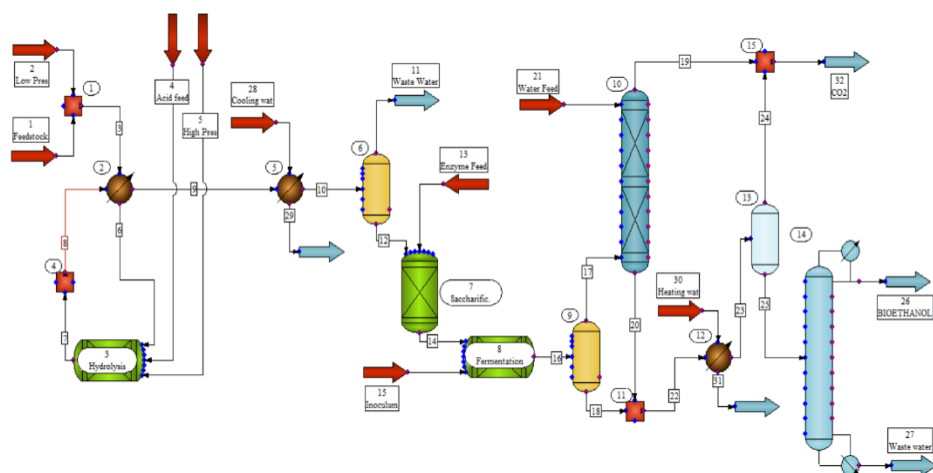 2
Low Pres
1
1
Feedstock
3
2
4
Acid feed
5
High Pres
28
Cooling wat
5
9
10
29
6
8
4
7
3
Hydrolysis
11
Waste Water
6
13
Enzyme Feed
12
7
Saccharific.
14
8
Fermentation
15
Inoculum
16
9
17
18
21
Water Feed
10
19
20
11
22
30
Heating wat
12
31
23
15
32
CO2
24
13
25
14
26
BIOETHANOL
27
Waste water